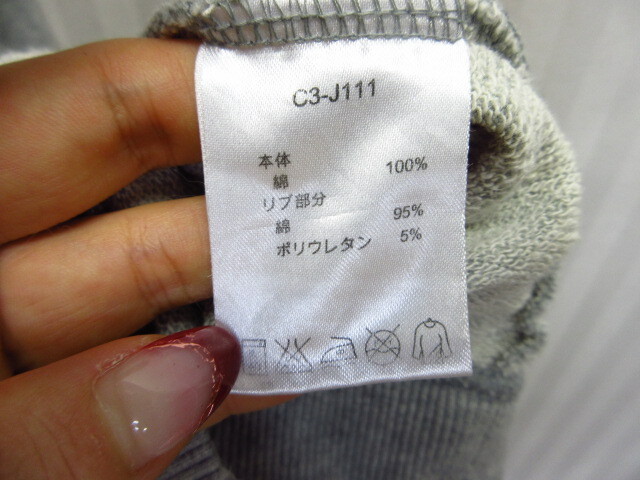 C3-J111
本体
綿 100%
リブ部分
綿 95%
ポリウレタン 5%